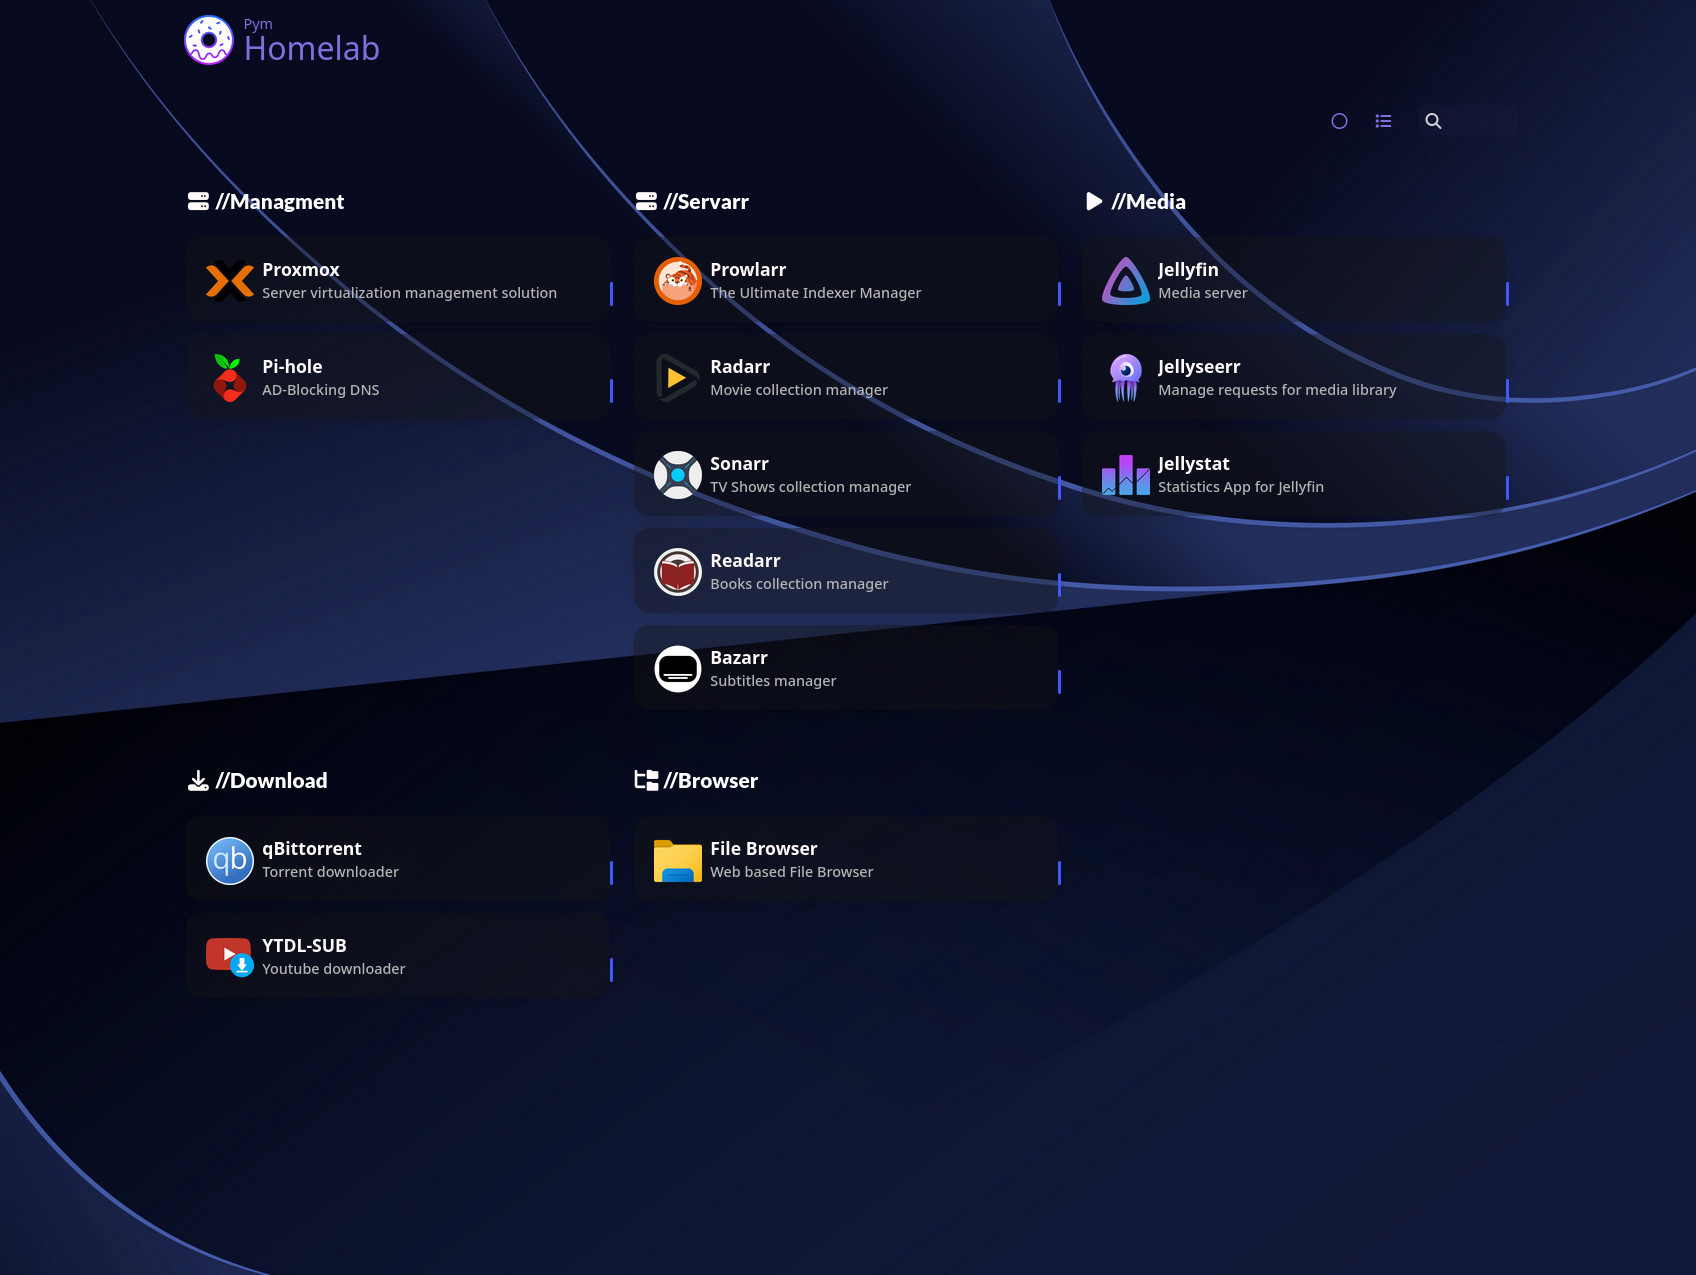 Pym
Homelab
//Managment
Proxmox
Server virtualization management solution
Pi-hole
AD-Blocking DNS
//Servarr
Prowlarr
The Ultimate Indexer Manager
Radarr
Movie collection manager
Sonarr
TV Shows collection manager
Readarr
Books collection manager
Bazarr
Subtitles manager
//Media
Jellyfin
Media server
Jellyseerr
Manage requests for media library
Jellystat
Statistics App for Jellyfin
//Download
qb
qBittorrent
Torrent downloader
YTDL-SUB
Youtube downloader
//Browser
File Browser
Web based File Browser